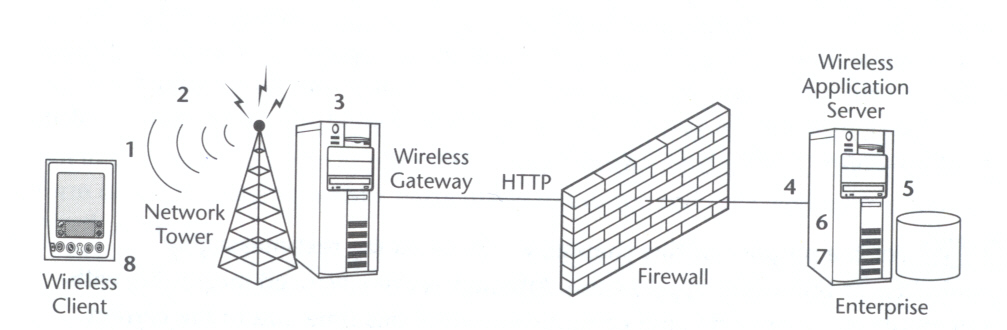 1
2
3
Wireless
Application
Server
Wireless
Gateway
HTTP
4
5
6
7
Network
Tower
8
Wireless
Client
Firewall
Enterprise